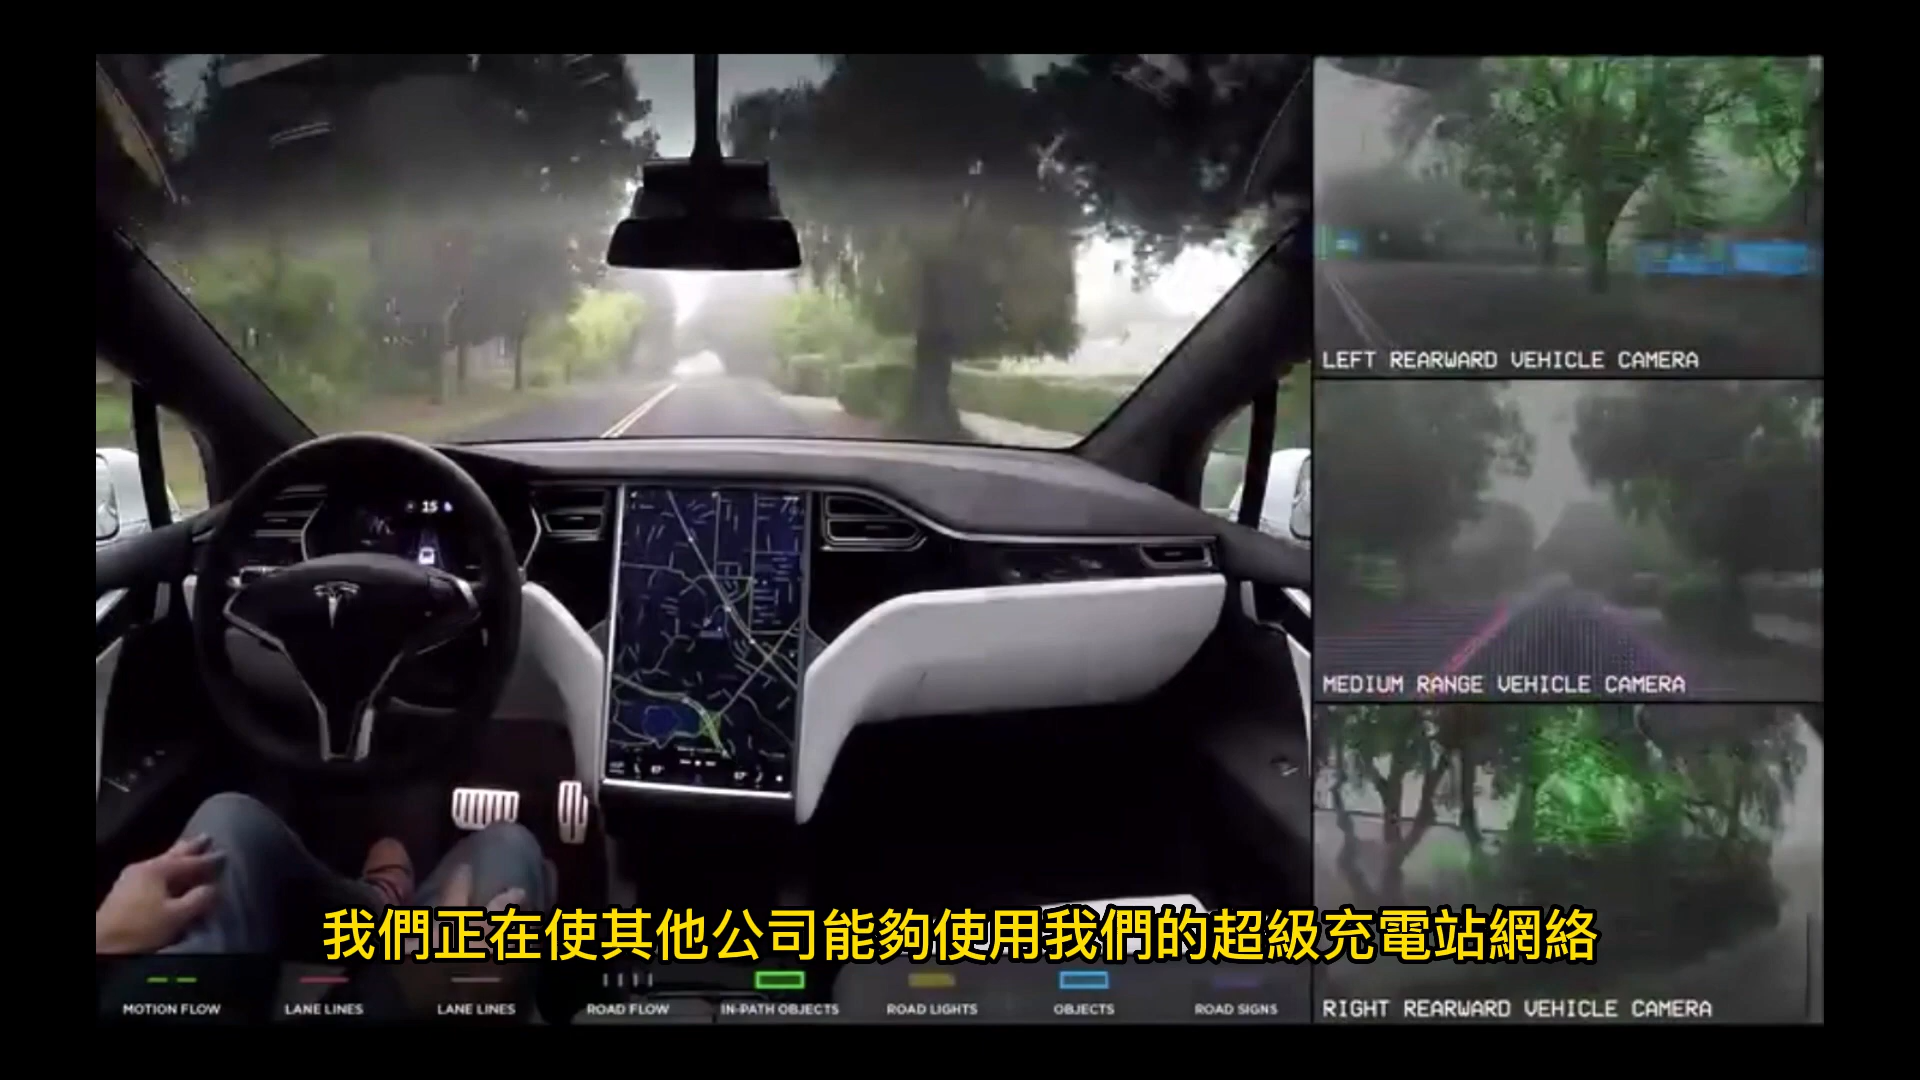 LEFT REARWARD VEHICLE CAMERA
MEDIUM RANGE VEHICLE CAMERA
15
我們正在使其他公司能夠使用我們的超級充電站網絡
MOTION FLOW
LANE LINES
LANE LINES
ROAD FLOW
IN-PATH OBJECTS
ROAD LIGHTS
OBJECTS
ROAD SIGNS
RIGHT REARWARD VEHICLE CAMERA